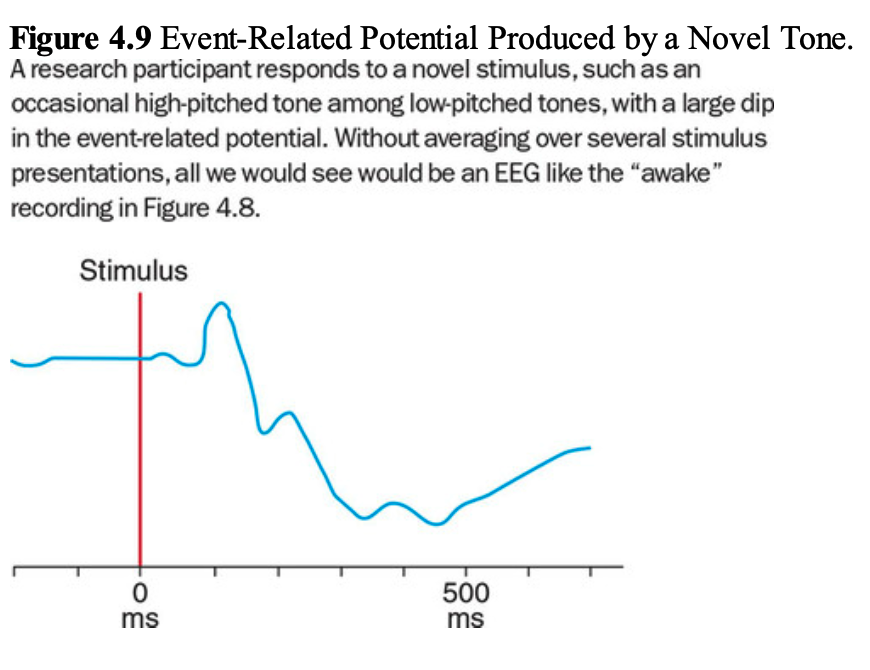 Figure 4.9 Event-Related Potential Produced by a Novel Tone.
A research participant responds to a novel stimulus, such as an
occasional high-pitched tone among low-pitched tones, with a large dip
in the event-related potential. Without averaging over several stimulus
presentations, all we would see would be an EEG like the “awake”
recording in Figure 4.8.
Stimulus
0 500
ms ms